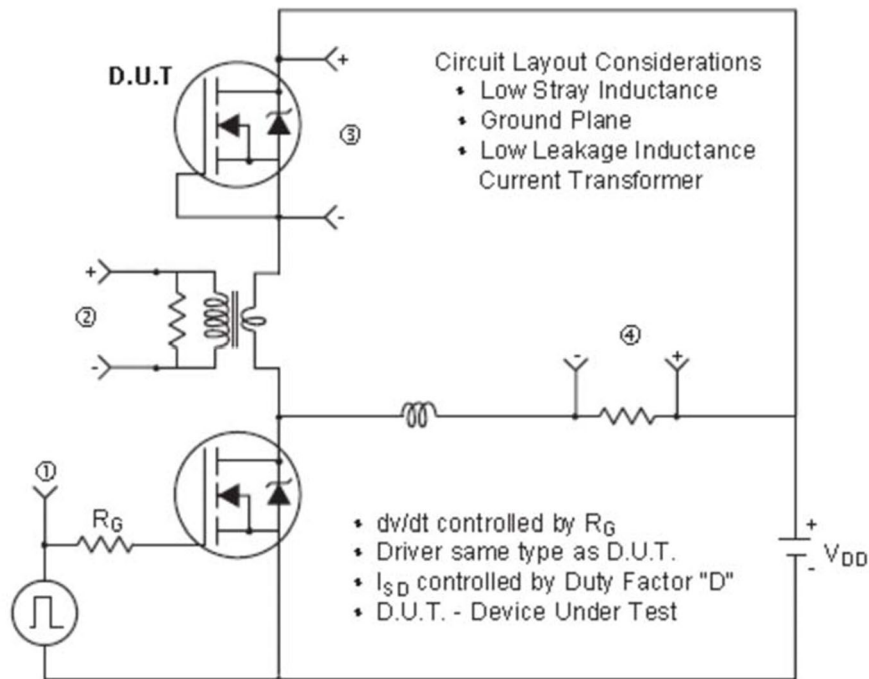 D.U.T
+
③
-
Circuit Layout Considerations
• Low Stray Inductance
• Ground Plane
• Low Leakage Inductance
Current Transformer
+
②
-
④
- +
①
RG
• dv/dt controlled by RG
• Driver same type as D.U.T.
• ISD controlled by Duty Factor "D"
• D.U.T. - Device Under Test
+
VDD
-